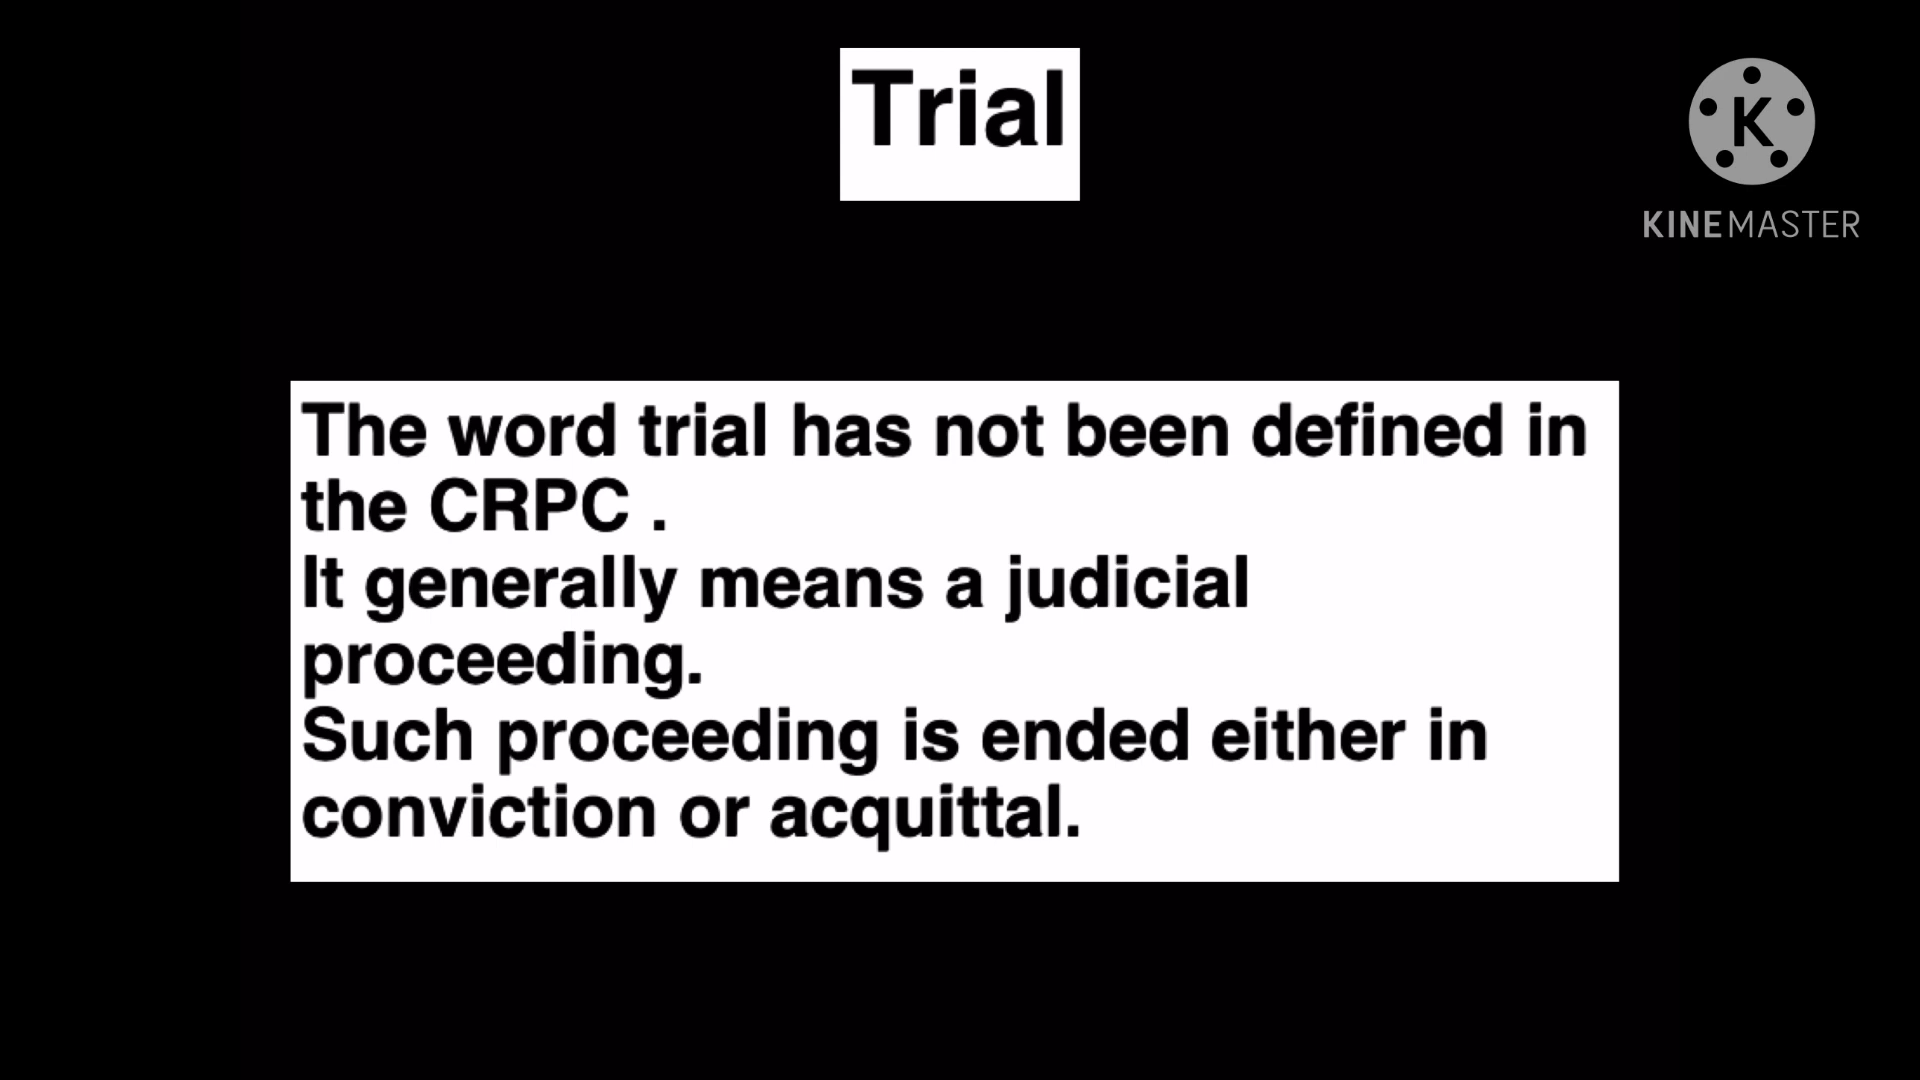 Trial
K
KINEMASTER
The word trial has not been defined in
the CRPC .
It generally means a judicial
proceeding.
Such proceeding is ended either in
conviction or acquittal.